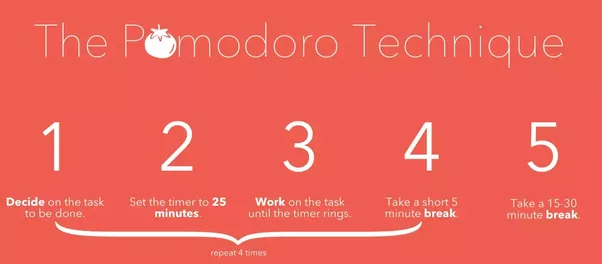 The Pomodoro Technique
1
2
3
4
5
Decide on the task
to be done.
Set the timer to 25
minutes.
Work on the task
until the timer rings.
Take a short 5
minute break.
Take a 15-30
minute break.
repeat 4 times